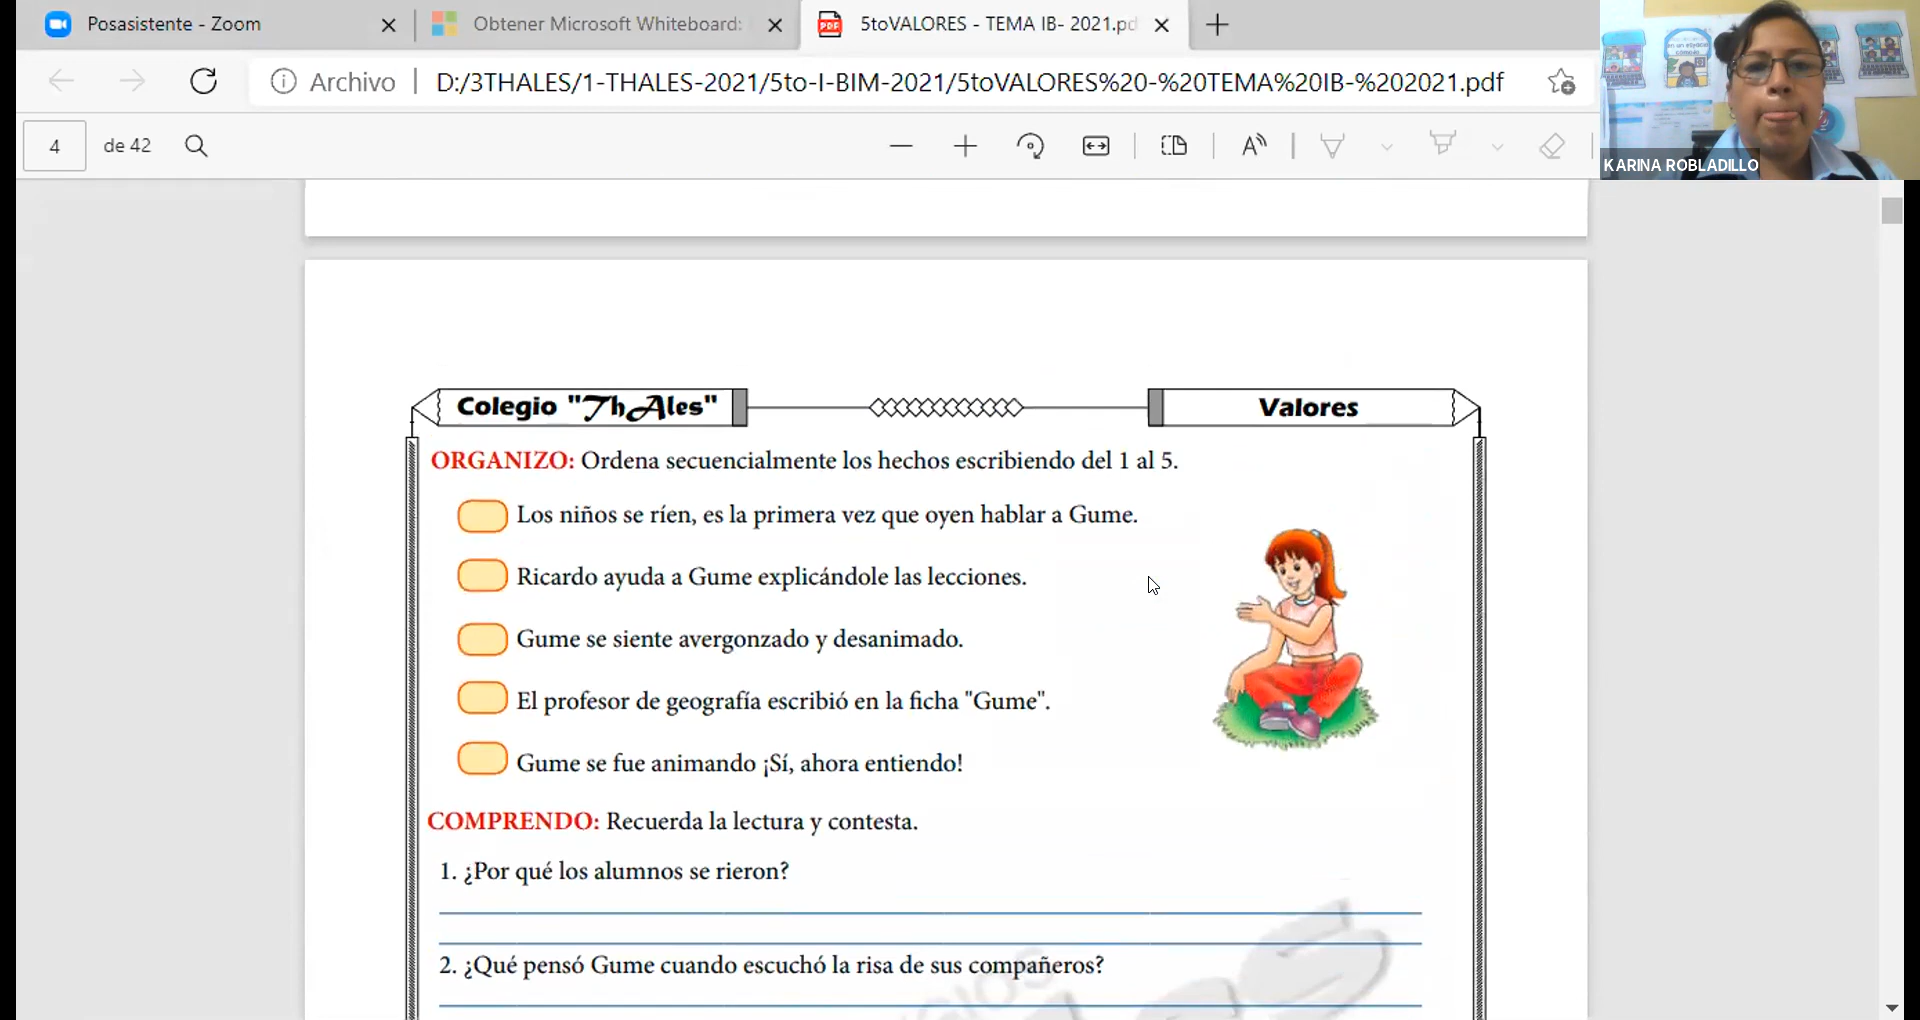 Posasistente - Zoom
Obtener Microsoft Whiteboard:
5toVALORES - TEMA IB- 2021.pd
Archivo
D:/3THALES/1-THALES-2021/5to-I-BIM-2021/5toVALORES%20-%20TEMA%20IB-%202021.pdf
4 de 42
KARINA ROBLADILLO
Colegio "ThAles"
Valores
ORGANIZO: Ordena secuencialmente los hechos escribiendo del 1 al 5.
Los niños se ríen, es la primera vez que oyen hablar a Gume.
Ricardo ayuda a Gume explicándole las lecciones.
Gume se siente avergonzado y desanimado.
El profesor de geografía escribió en la ficha "Gume".
Gume se fue animando ¡Sí, ahora entiendo!
COMPRENDO: Recuerda la lectura y contesta.
1. ¿Por qué los alumnos se rieron?
2. ¿Qué pensó Gume cuando escuchó la risa de sus compañeros?